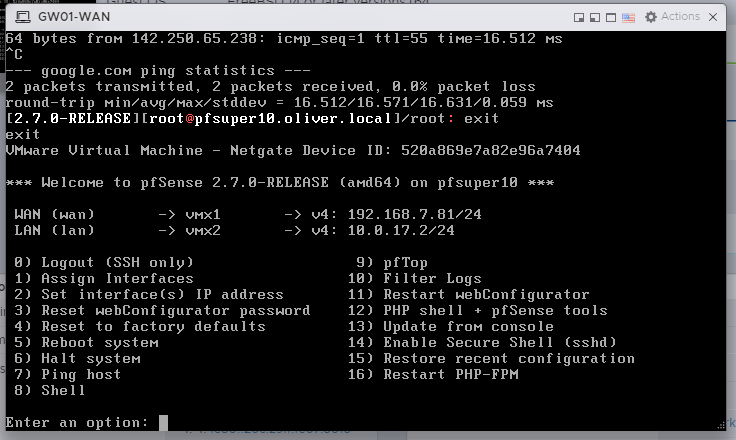 GW01-WAN
Actions
64 bytes from 142.250.65.238: icmp_seq=1 ttl=55 time=16.512 ms
^C
--- google.com ping statistics ---
2 packets transmitted, 2 packets received, 0.0% packet loss
round-trip min/avg/max/stddev = 16.512/16.571/16.631/0.059 ms
[2.7.0-RELEASE][root@pfsuper10.oliver.local]/root: exit
exit
VMware Virtual Machine - Netgate Device ID: 520a869e7a82e96a7404
*** Welcome to pfSense 2.7.0-RELEASE (amd64) on pfsuper10 ***
WAN (wan) -> vmx1 -> v4: 192.168.7.81/24
LAN (lan) -> vmx2 -> v4: 10.0.17.2/24
0) Logout (SSH only) 9) pfTop
1) Assign Interfaces 10) Filter Logs
2) Set interface(s) IP address 11) Restart webConfigurator
3) Reset webConfigurator password 12) PHP shell + pfSense tools
4) Reset to factory defaults 13) Update from console
5) Reboot system 14) Enable Secure Shell (sshd)
6) Halt system 15) Restore recent configuration
7) Ping host 16) Restart PHP-FPM
8) Shell
Enter an option: